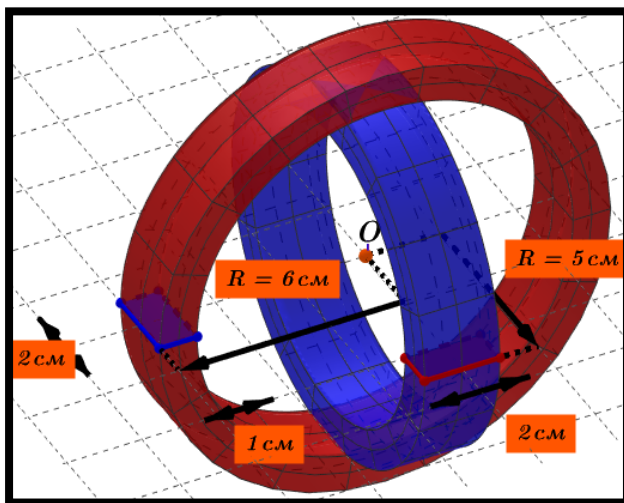 O
R = 6см
R = 5см
2см
1см
2см